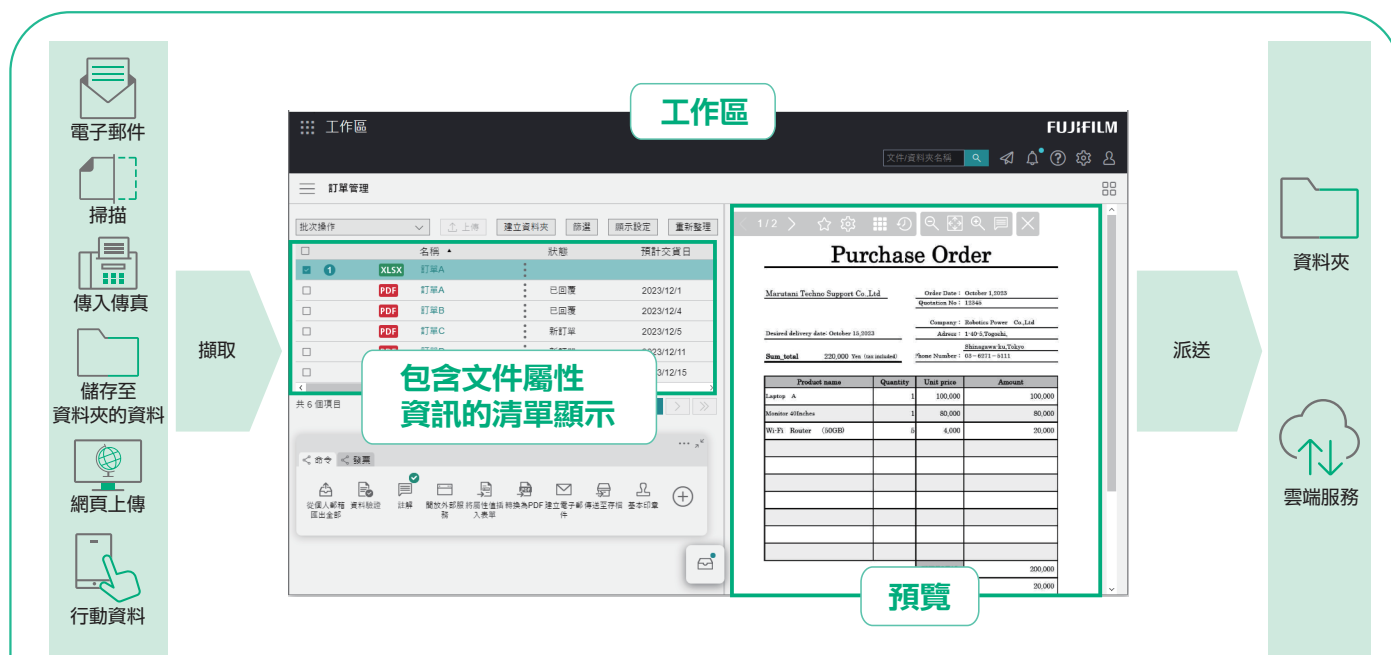 電子郵件
掃描
傳入傳真
儲存至
資料夾的資料
網頁上傳
行動資料
擷取
工作區
工作區
FUJIFILM
文件/資料夾名稱
訂單管理
批次操作
上傳
建立資料夾
篩選
顯示設定
重新整理
名稱 狀態 預計交貨日
1 XLSX 訂單A
PDF 訂單A 已回覆 2023/12/1
PDF 訂單B 已回覆 2023/12/4
PDF 訂單C 新訂單 2023/12/5
2023/12/11
3/12/15
包含文件屬性
資訊的清單顯示
共 6 個項目
命令
發票
從個人郵箱
匯出全部
資料驗證
註解
開放外部服
務
將屬性值插
入表單
轉換為PDF
建立電子郵
件
傳送至存檔
基本印章
1/2
Purchase Order
Marutani Techno Support Co.,Ltd
Order Date : October 1,2023
Quotation No : 12345
Company : Robotics Power Co.,Ltd
Desired delivery date: October 15,2023
Adress : 1-40-5,Togoshi,
Shinagawa-ku,Tokyo
Sum_total 220,000 Yen (tax included)
Phone Number : 03-6271-5111
Product name Quantity Unit price Amount
Laptop A 1 100,000 100,000
Monitor 40Inches 1 80,000 80,000
Wi-Fi Router (50GB) 5 4,000 20,000
200,000
20,000
預覽
派送
資料夾
雲端服務